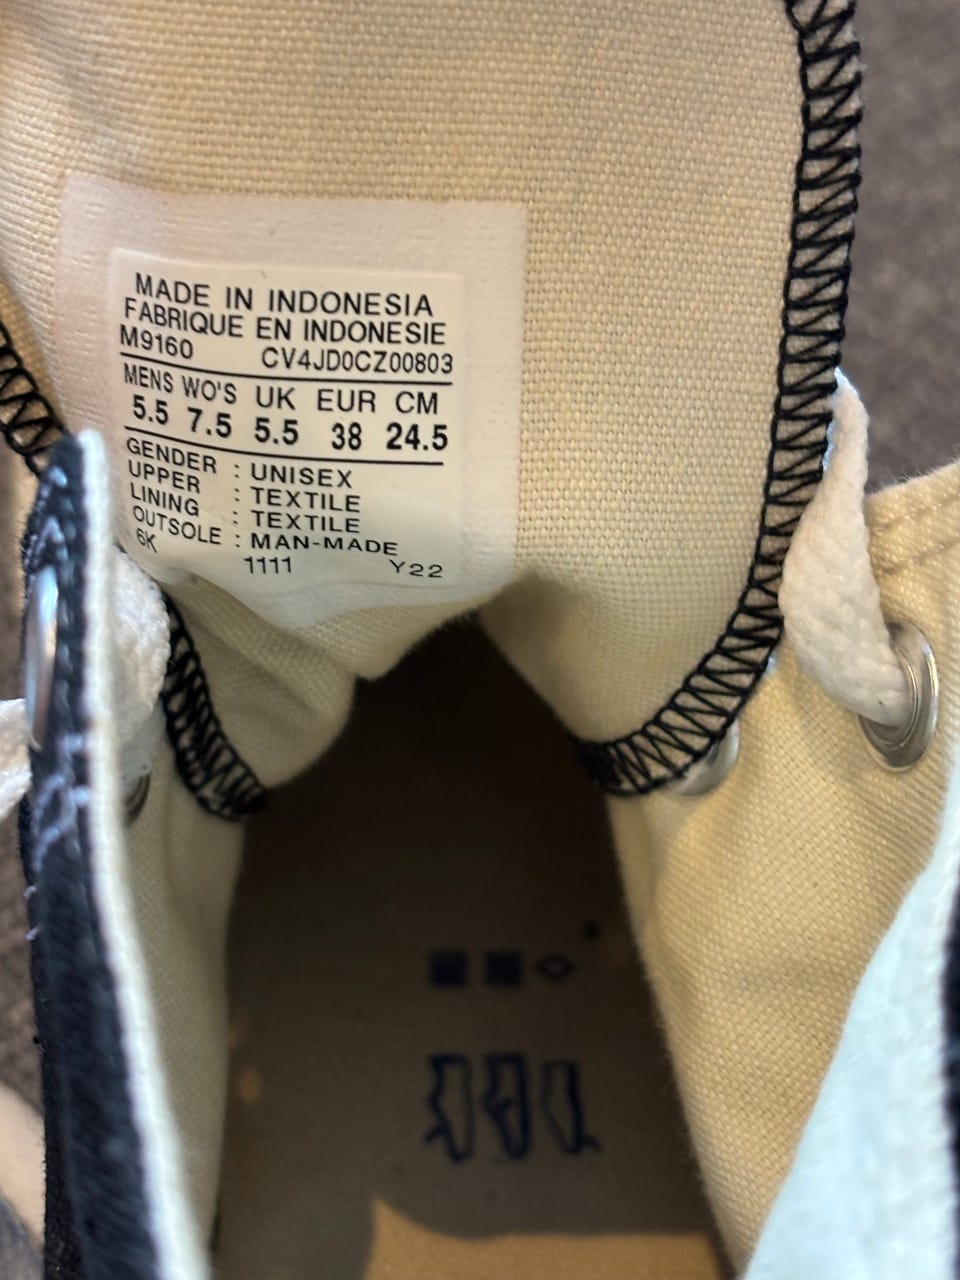 MADE IN INDONESIA
FABRIQUE EN INDONESIE
M9160 CV4JD0CZ00803
MENS WO'S UK EUR CM
5.5 7.5 5.5 38 24.5
GENDER : UNISEX
UPPER : TEXTILE
LINING : TEXTILE
OUTSOLE : MAN-MADE
6K 1111 Y22